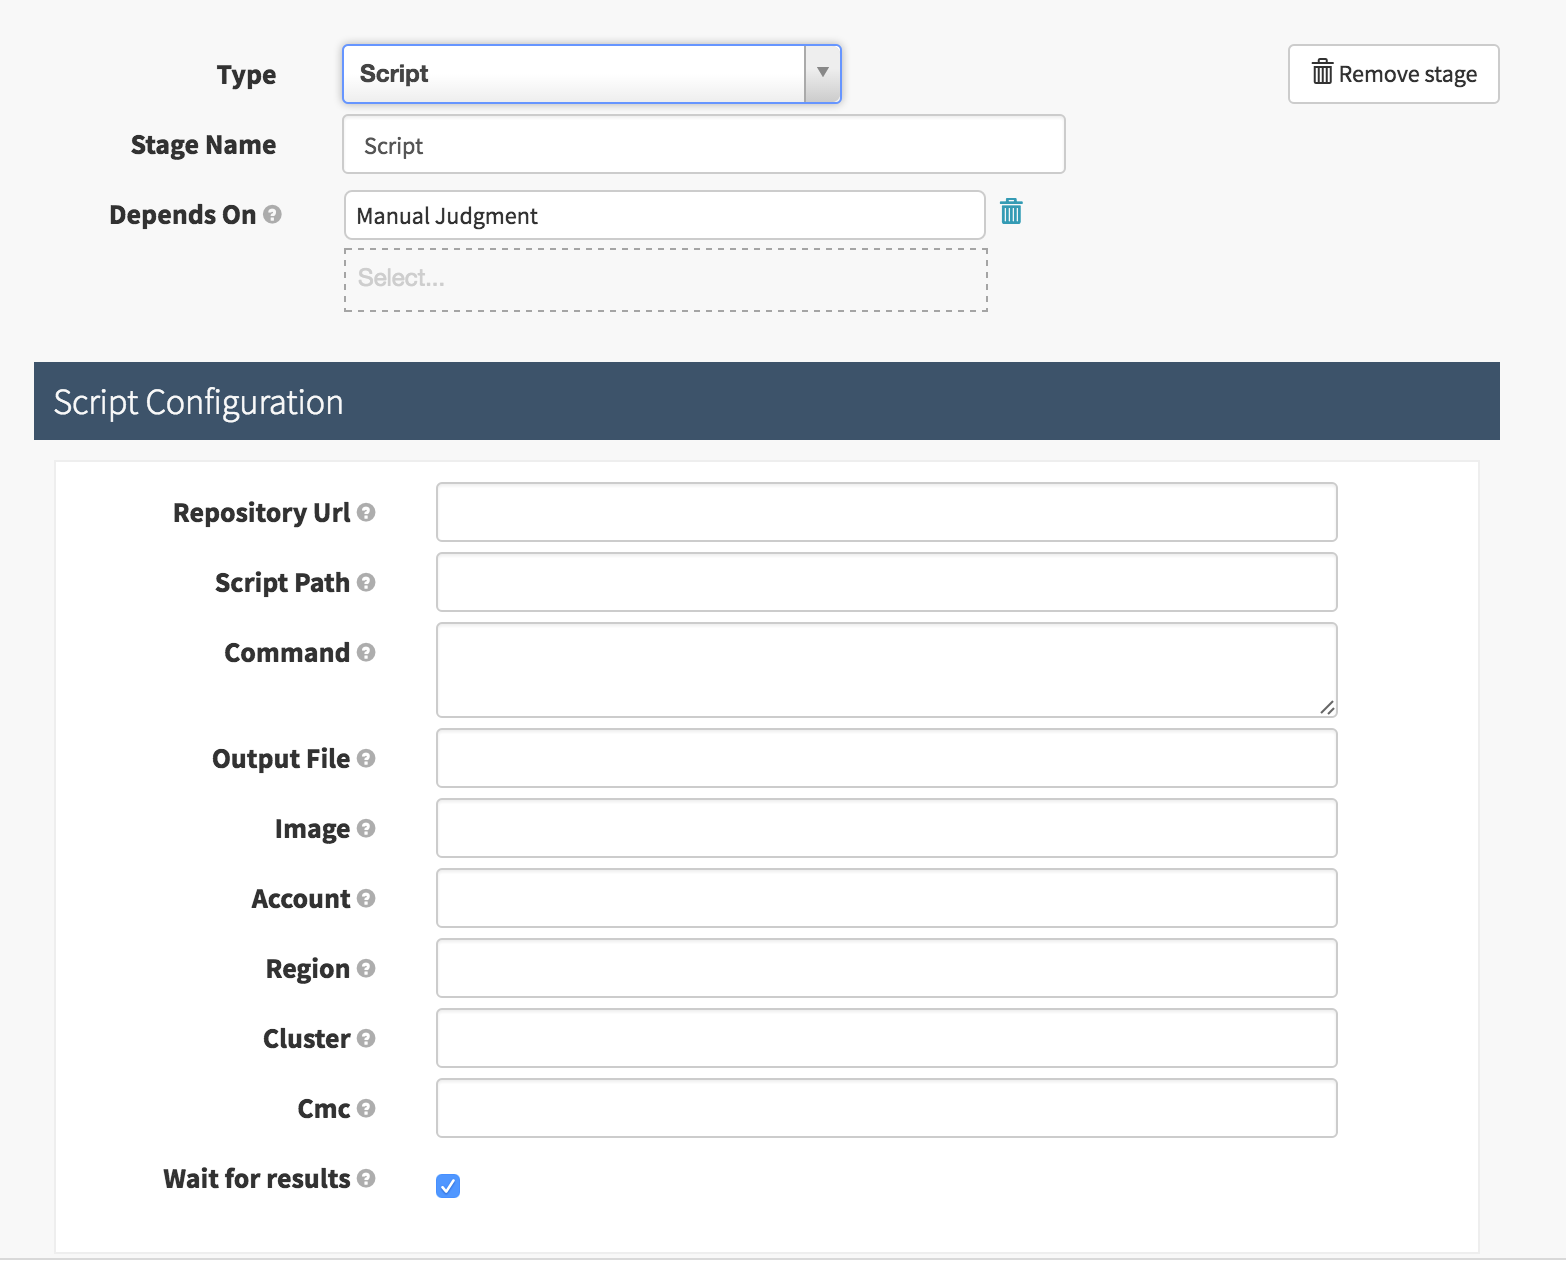 Type
Script
Remove stage
Stage Name
Script
Depends On
Manual Judgment
Select...
Script Configuration
Repository Url
Script Path
Command
Output File
Image
Account
Region
Cluster
Cmc
Wait for results